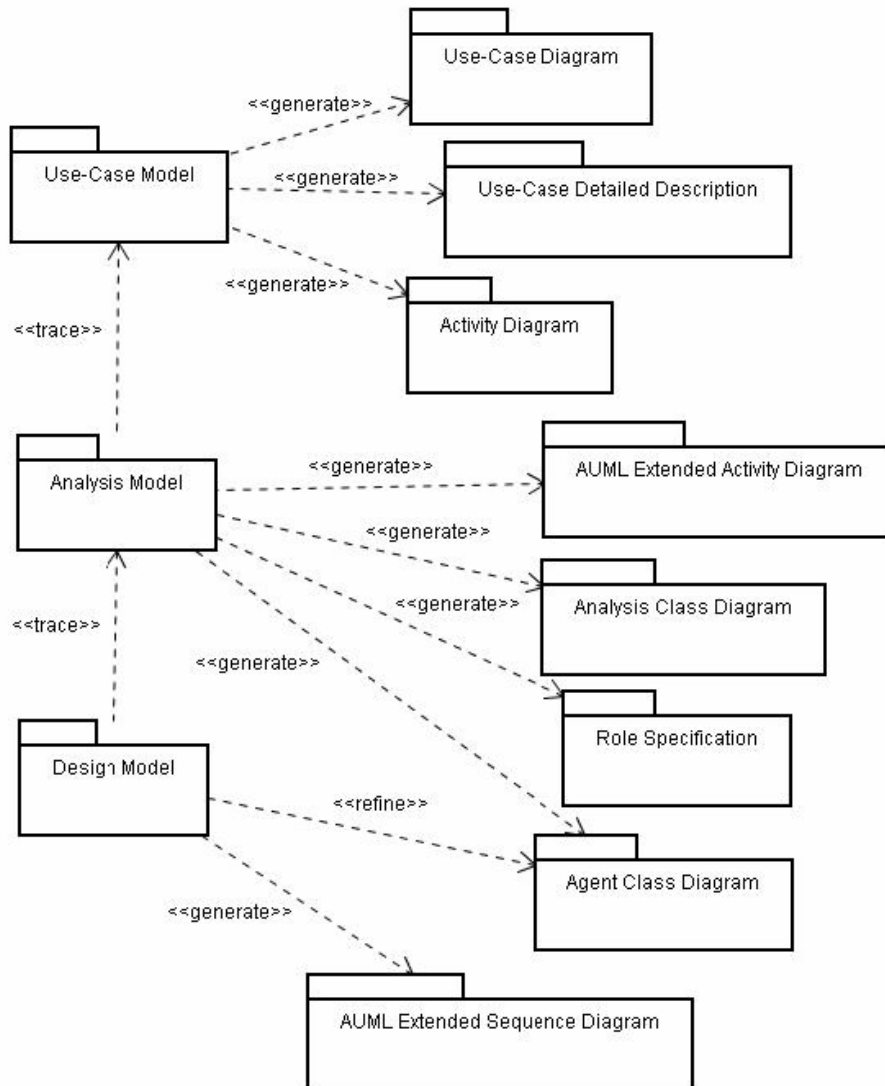 Use-Case Diagram
<<generate>>
Use-Case Model
<<generate>>
Use-Case Detailed Description
<<generate>>
Activity Diagram
<<trace>>
<<generate>>
AUML Extended Activity Diagram
Analysis Model
<<generate>>
<<generate>>
Analysis Class Diagram
<<trace>>
<<generate>>
Role Specification
Design Model
<<refine>>
Agent Class Diagram
<<generate>>
AUML Extended Sequence Diagram